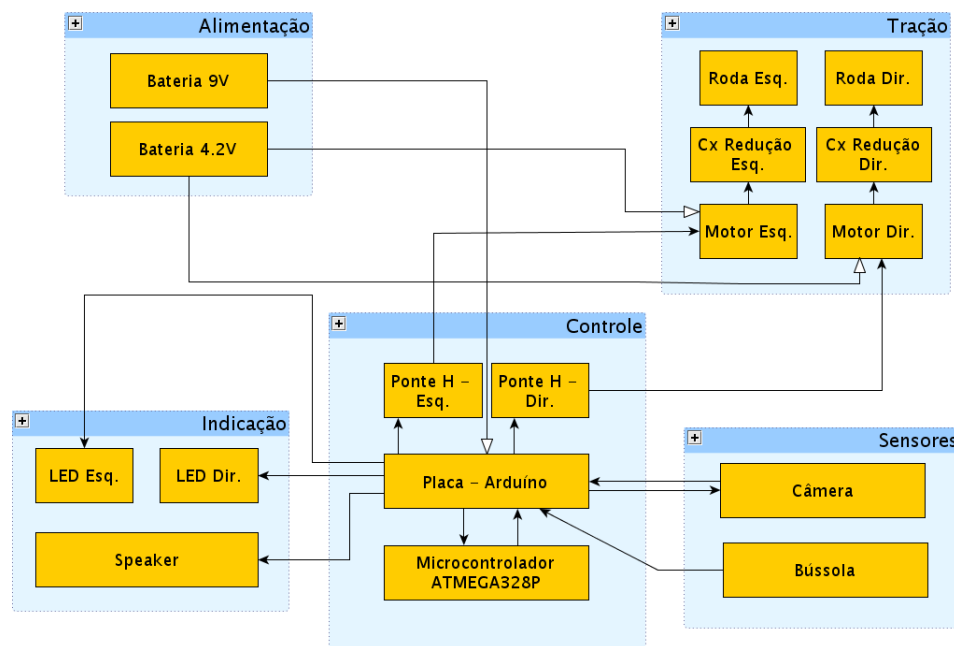 Alimentação
Bateria 9V
Bateria 4.2V
Tração
Roda Esq.
Roda Dir.
Cx Redução
Esq.
Cx Redução
Dir.
Motor Esq.
Motor Dir.
Controle
Ponte H –
Esq.
Ponte H –
Dir.
Placa – Arduíno
Microcontrolador
ATMEGA328P
Indicação
LED Esq.
LED Dir.
Speaker
Sensores
Câmera
Bússola